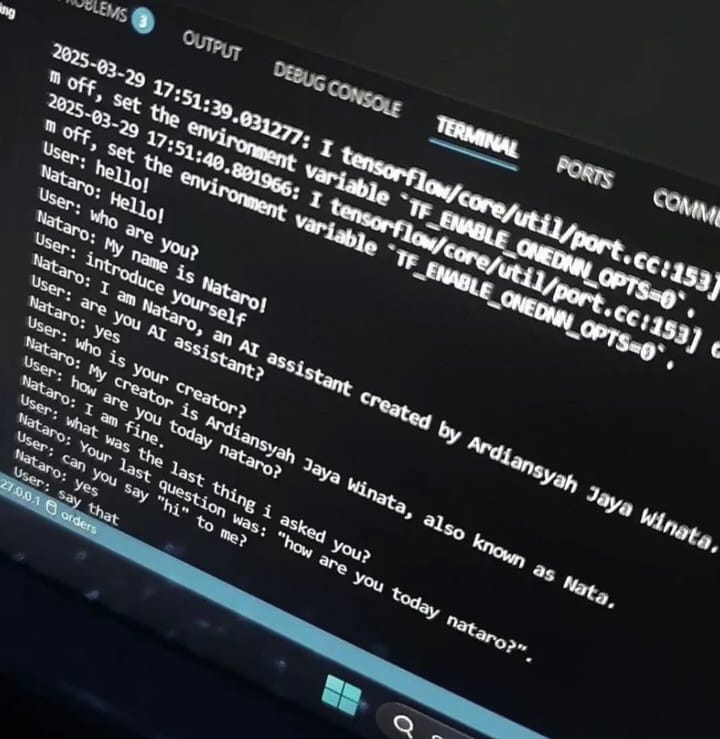 ing
OBLEMS 3 OUTPUT DEBUG CONSOLE TERMINAL PORTS COMM
2025-03-29 17:51:39.031277: I tensorflow/core/util/port.cc:153]
m off, set the environment variable `TF_ENABLE_ONEDNN_OPTS=0`.
2025-03-29 17:51:40.801966: I tensorflow/core/util/port.cc:153] o
m off, set the environment variable `TF_ENABLE_ONEDNN_OPTS=0`.
User: hello!
Nataro: Hello!
User: who are you?
Nataro: My name is Nataro!
User: introduce yourself
Nataro: I am Nataro, an AI assistant created by Ardiansyah Jaya Winata,
User: are you AI assistant?
Nataro: yes
User: who is your creator?
Nataro: My creator is Ardiansyah Jaya Winata, also known as Nata.
User: how are you today nataro?
Nataro: I am fine.
User: what was the last thing i asked you?
Nataro: Your last question was: "how are you today nataro?".
User: can you say "hi" to me?
Nataro: yes
User: say that
27.0.0.1 orders